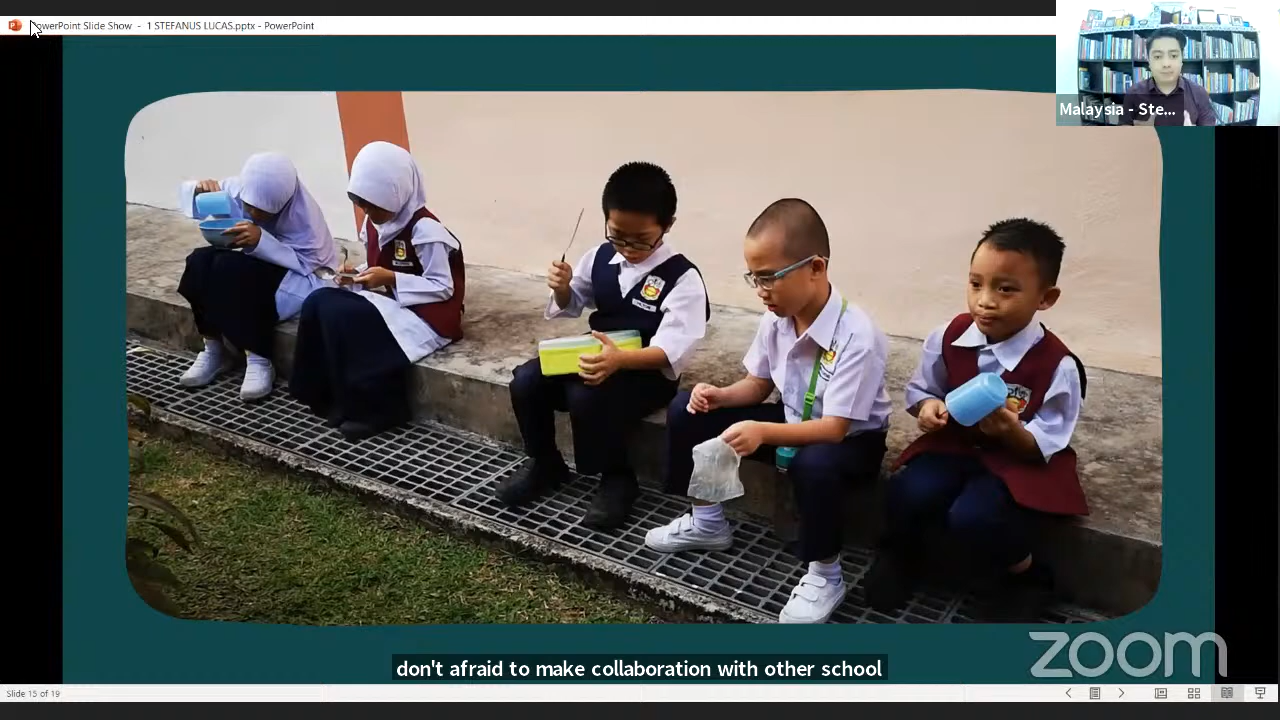 PowerPoint Slide Show - 1 STEFANUS LUCAS.pptx - PowerPoint
Malaysia - Ste...
don't afraid to make collaboration with other school
zoom
Slide 15 of 19